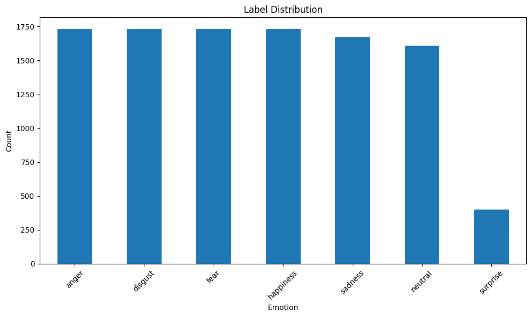 Label Distribution
1750
1500
1250
1000
750
500
250
0
Count
anger
disgust
fear
happiness
sadness
neutral
surprise
Emotion